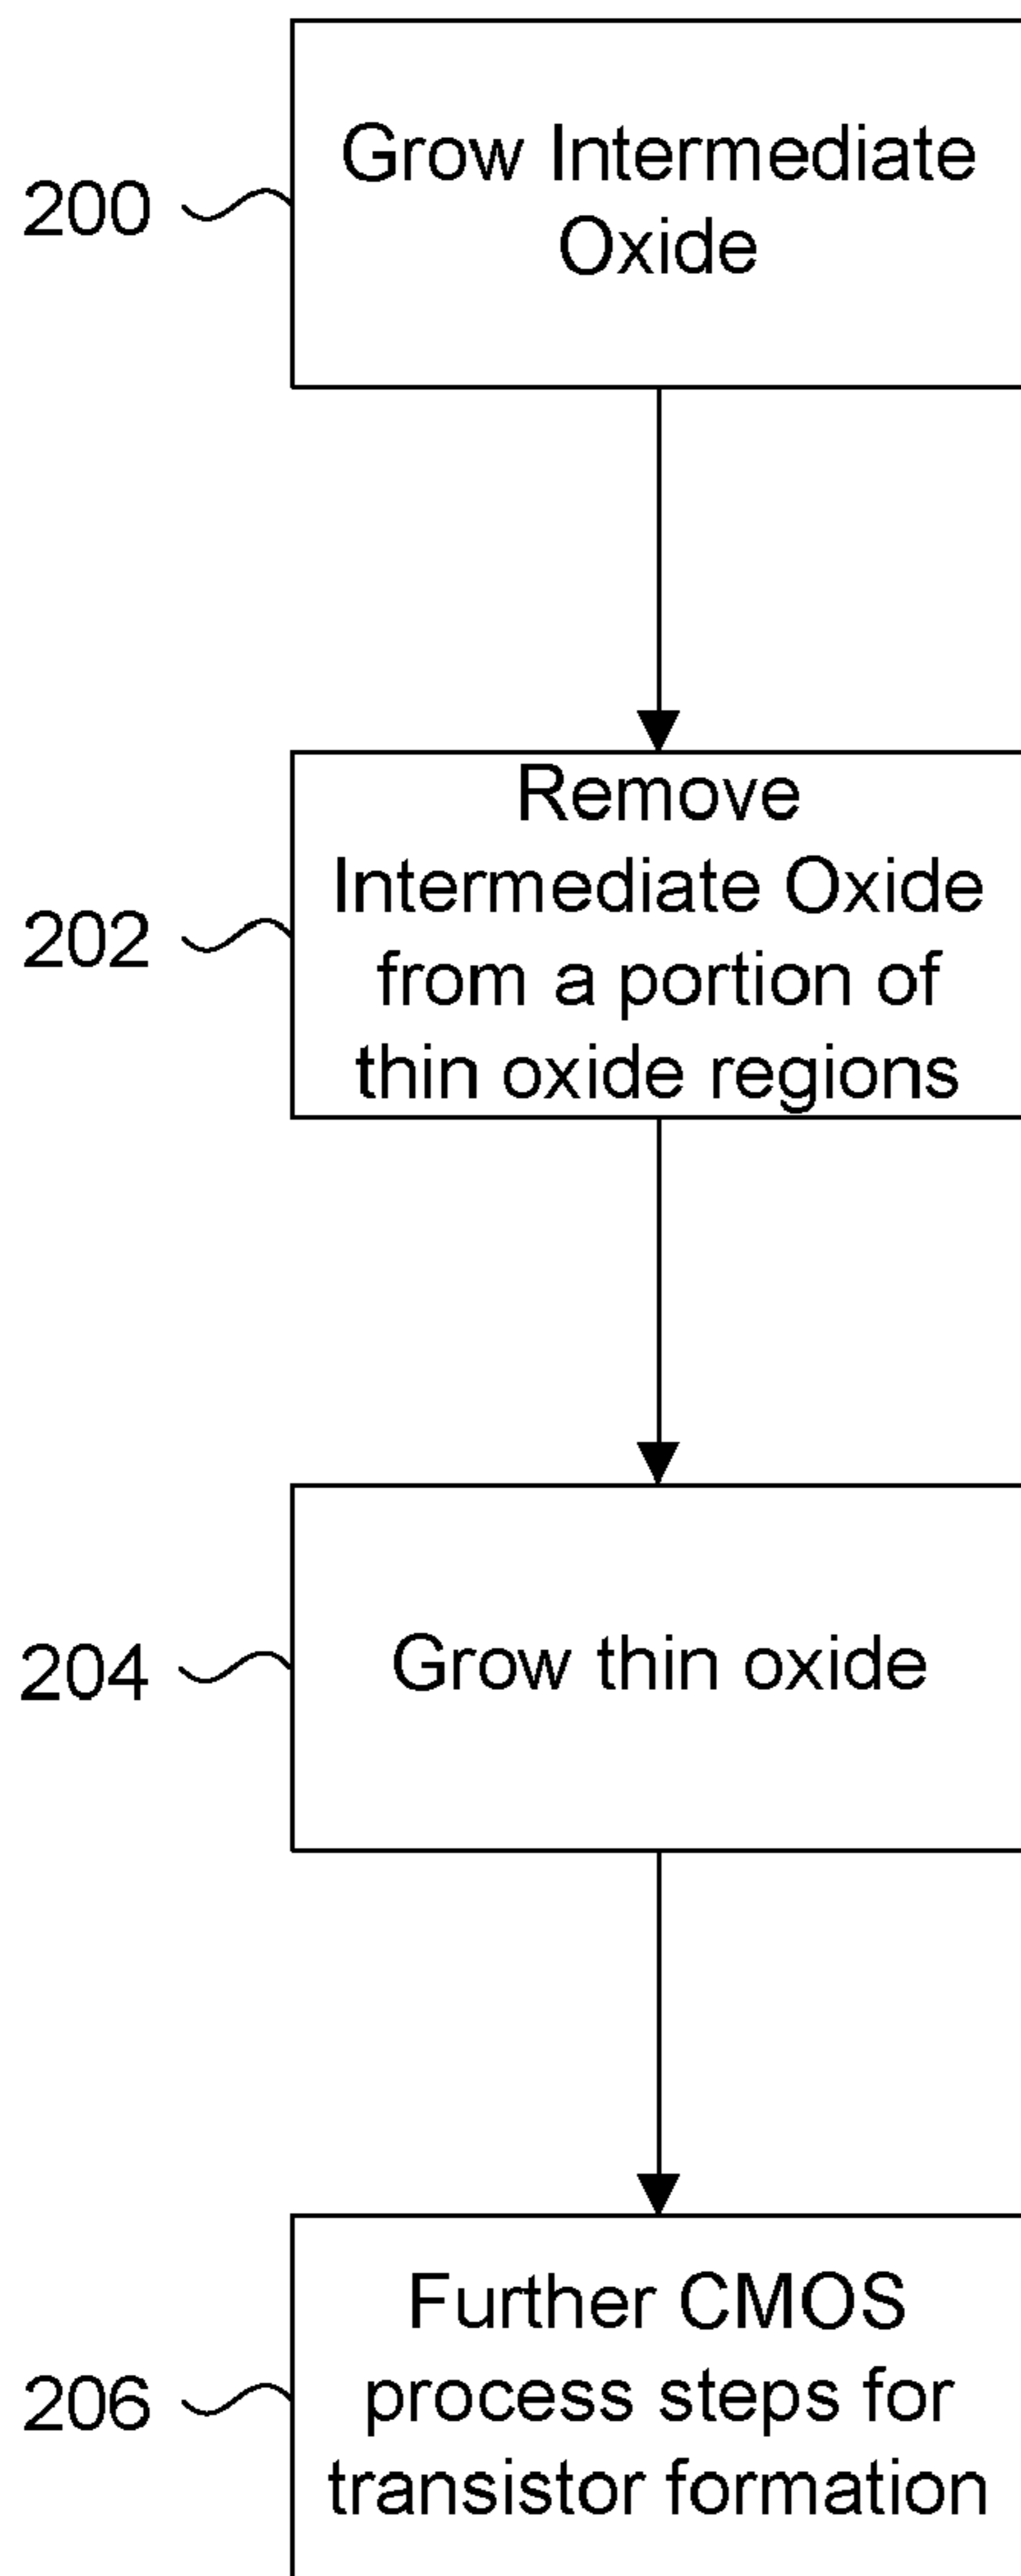 Grow Intermediate
Oxide
200
Remove
Intermediate Oxide
from a portion of
thin oxide regions
202
Grow thin oxide
204
Further CMOS
process steps for
transistor formation
206